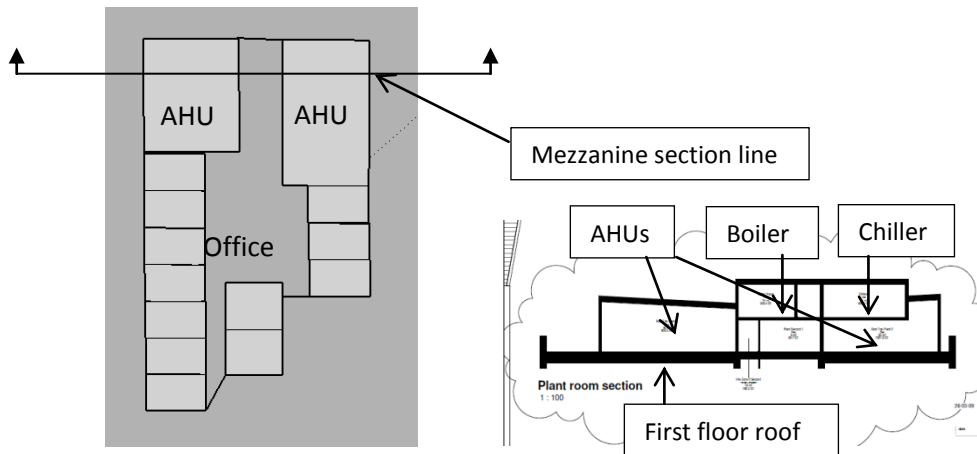 AHU
AHU
Office
Mezzanine section line
AHUs
Boiler
Chiller
Plant room section
1 : 100
First floor roof